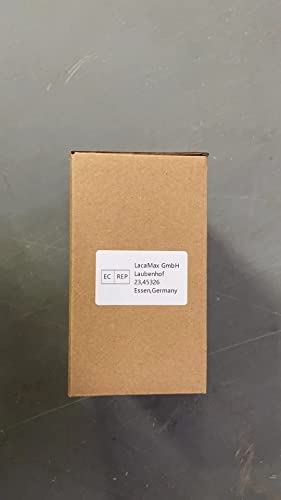 EC REP
LacaMax GmbH
Laubenhof
23,45326
Essen,Germany